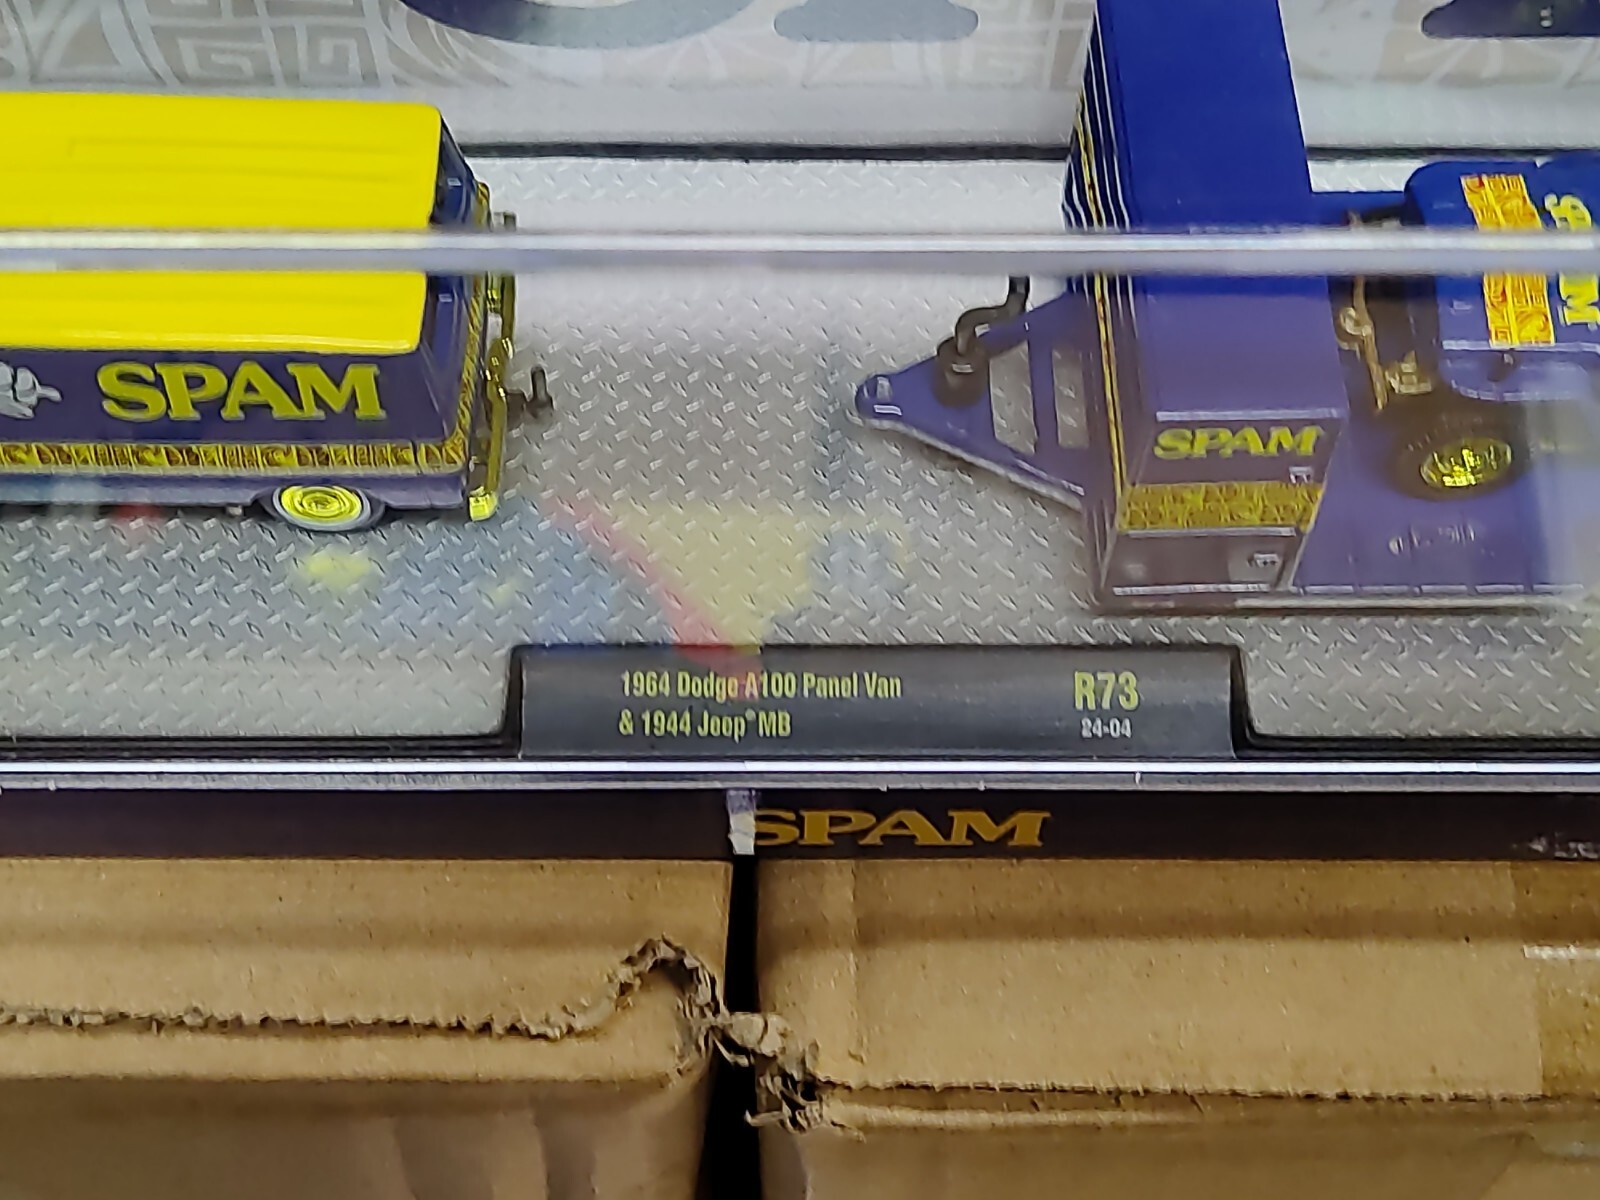 SPAM
SPAM
1964 Dodge A100 Panel Van
& 1944 Jeep® MB
R73
24-04
SPAM